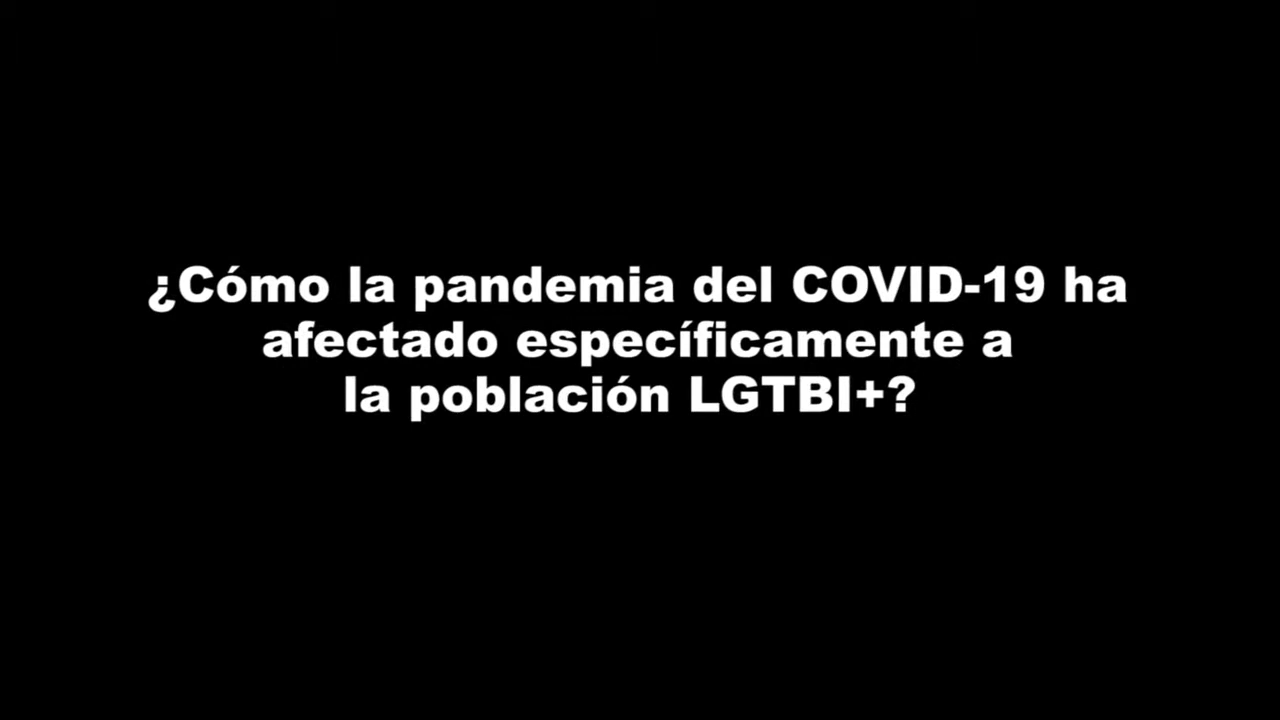 ¿Cómo la pandemia del COVID-19 ha
afectado específicamente a
la población LGTBI+?